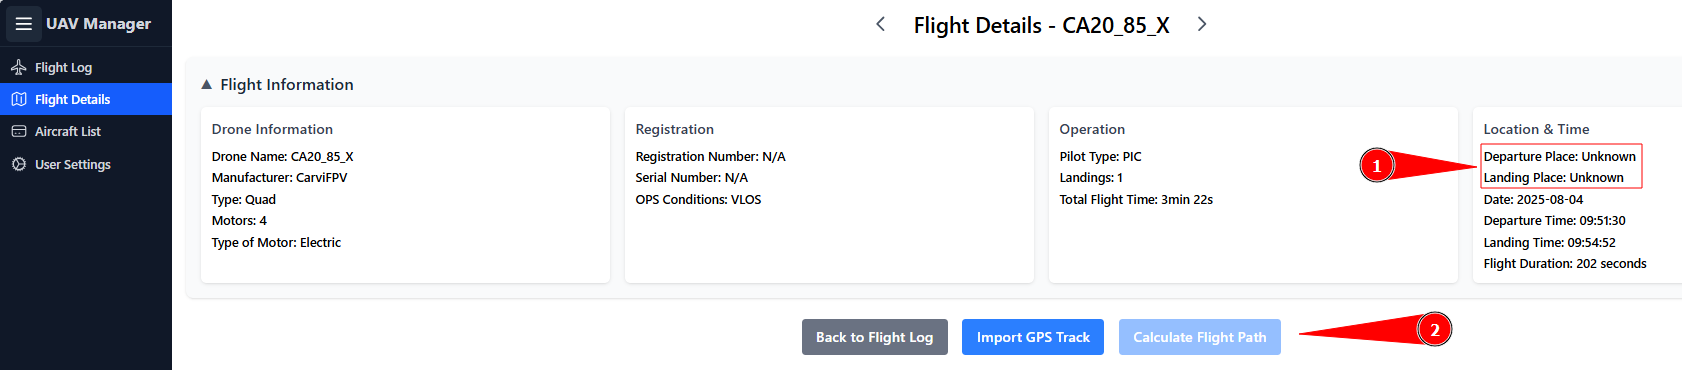 UAV Manager
Flight Log
Flight Details
Aircraft List
User Settings
Flight Details - CA20_85_X
Flight Information
Drone Information
Drone Name: CA20_85_X
Manufacturer: CarviFPV
Type: Quad
Motors: 4
Type of Motor: Electric
Registration
Registration Number: N/A
Serial Number: N/A
OPS Conditions: VLOS
Operation
Pilot Type: PIC
Landings: 1
Total Flight Time: 3min 22s
1
Location & Time
Departure Place: Unknown
Landing Place: Unknown
Date: 2025-08-04
Departure Time: 09:51:30
Landing Time: 09:54:52
Flight Duration: 202 seconds
Back to Flight Log
Import GPS Track
Calculate Flight Path
2